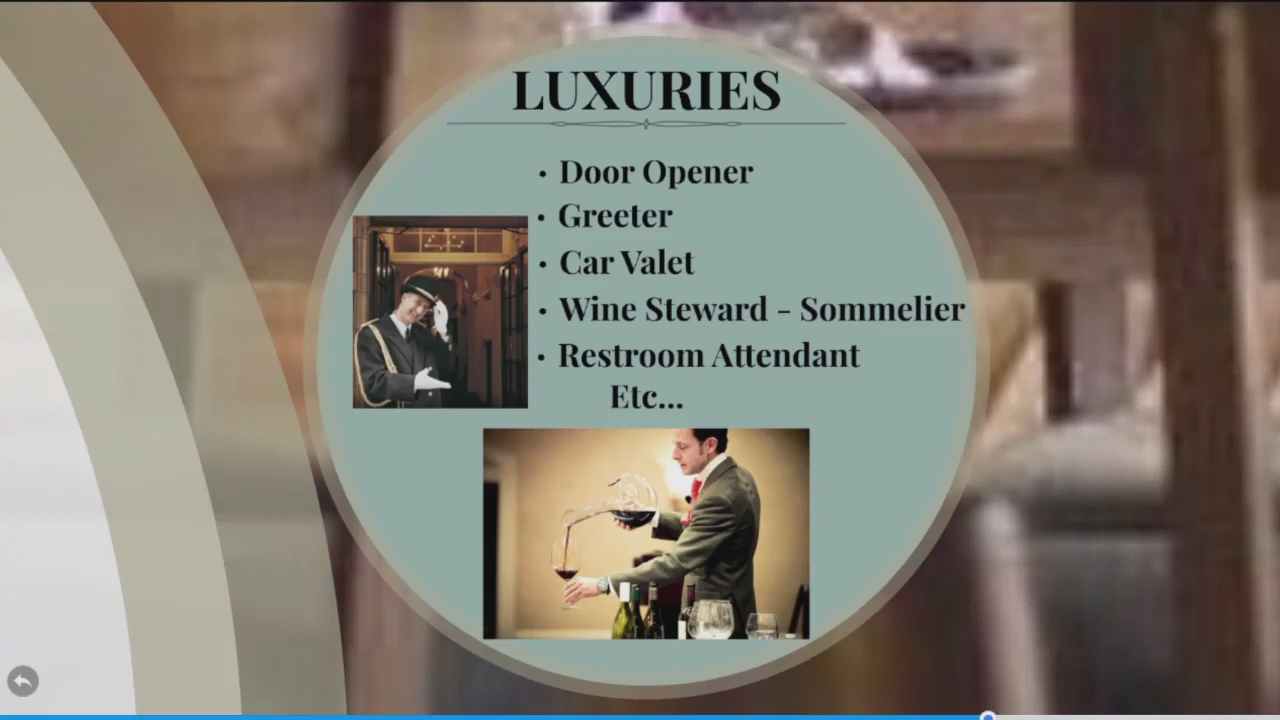 LUXURIES
• Door Opener
• Greeter
• Car Valet
• Wine Steward - Sommelier
• Restroom Attendant
Etc...